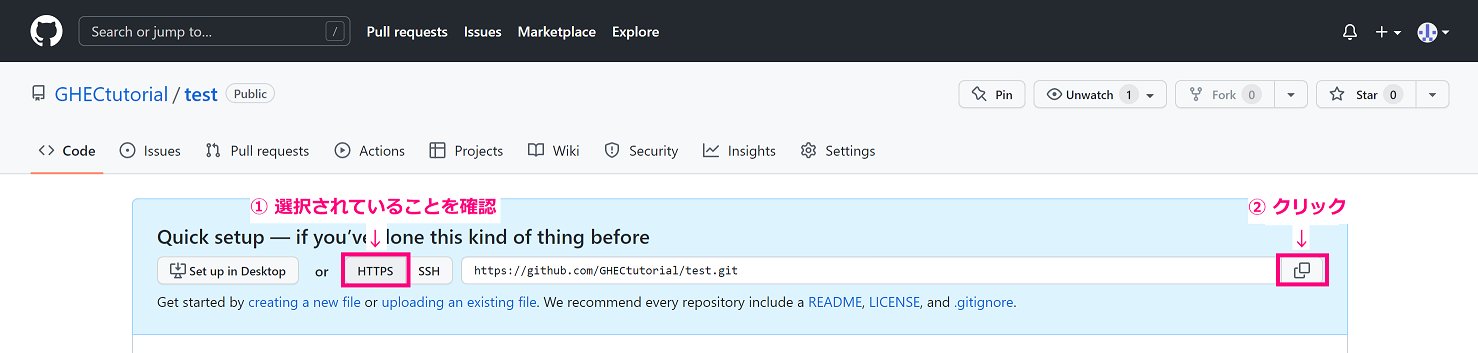 Search or jump to... / Pull requests Issues Marketplace Explore
GHECtutorial / test Public Pin Unwatch 1 Fork 0 Star 0
Code Issues Pull requests Actions Projects Wiki Security Insights Settings
① 選択されていることを確認 ② クリック
Quick setup — if you've done this kind of thing before
↓ ↓
Set up in Desktop or HTTPS SSH https://github.com/GHECtutorial/test.git
Get started by creating a new file or uploading an existing file. We recommend every repository include a README, LICENSE, and .gitignore.